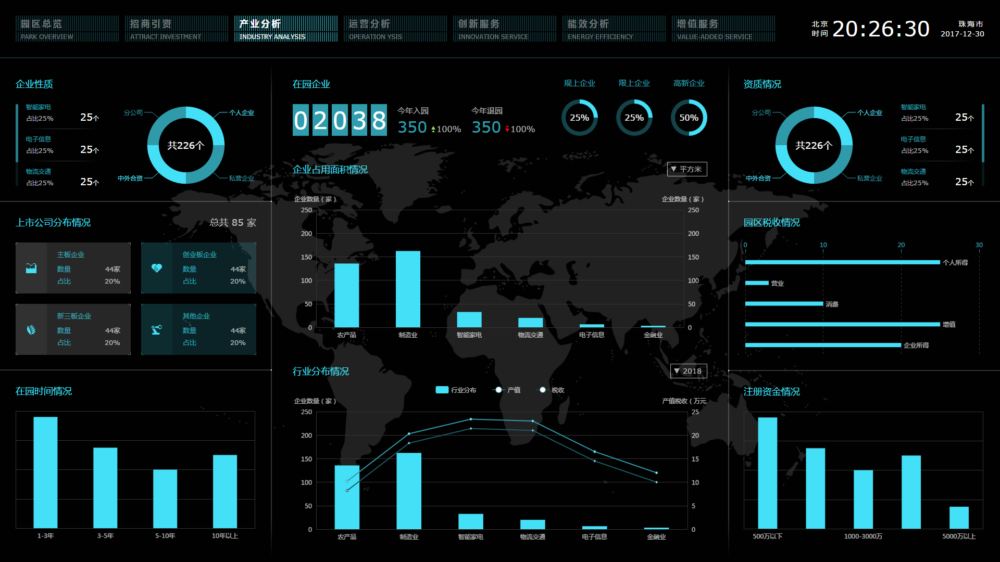 园区总览
PARK OVERVIEW
招商引资
ATTRACT INVESTMENT
产业分析
INDUSTRY ANALYSIS
运营分析
OPERATION YSIS
创新服务
INNOVATION SERVICE
能效分析
ENERGY EFFICIENCY
增值服务
VALUE-ADDED SERVICE
北京
时间
20:26:30
珠海市
2017-12-30
企业性质
智能家电
占比25% 25个
电子信息
占比25% 25个
物流交通
占比25% 25个
分公司
个人企业
共226个
中外合资
私营企业
上市公司分布情况
总共 85 家
主板企业
数量 44家
占比 20%
创业板企业
数量 44家
占比 20%
新三板企业
数量 44家
占比 20%
其他企业
数量 44家
占比 20%
在园时间情况
1-3年 3-5年 5-10年 10年以上
在园企业
02038
今年入园
350 100%
今年退园
350 100%
规上企业
25%
限上企业
25%
高新企业
50%
企业占用面积情况
▼ 平方米
企业数量（家）
企业数量（家）
250 250
200 200
150 150
100 100
50 50
0 0
农产品 制造业 智能家电 物流交通 电子信息 金融业
行业分布情况
▼ 2018
行业分布 产值 税收
企业数量（家）
产值税收（万元
250 25
200 20
150 15
100 10
50 5
0 0
农产品 制造业 智能家电 物流交通 电子信息 金融业
资质情况
分公司
个人企业
共226个
中外合资
私营企业
智能家电
占比25% 25个
电子信息
占比25% 25个
物流交通
占比25% 25个
园区税收情况
0 10 20 30
个人所得
营业
消费
增值
企业所得
注册资金情况
500万以下 1000-3000万 5000万以上